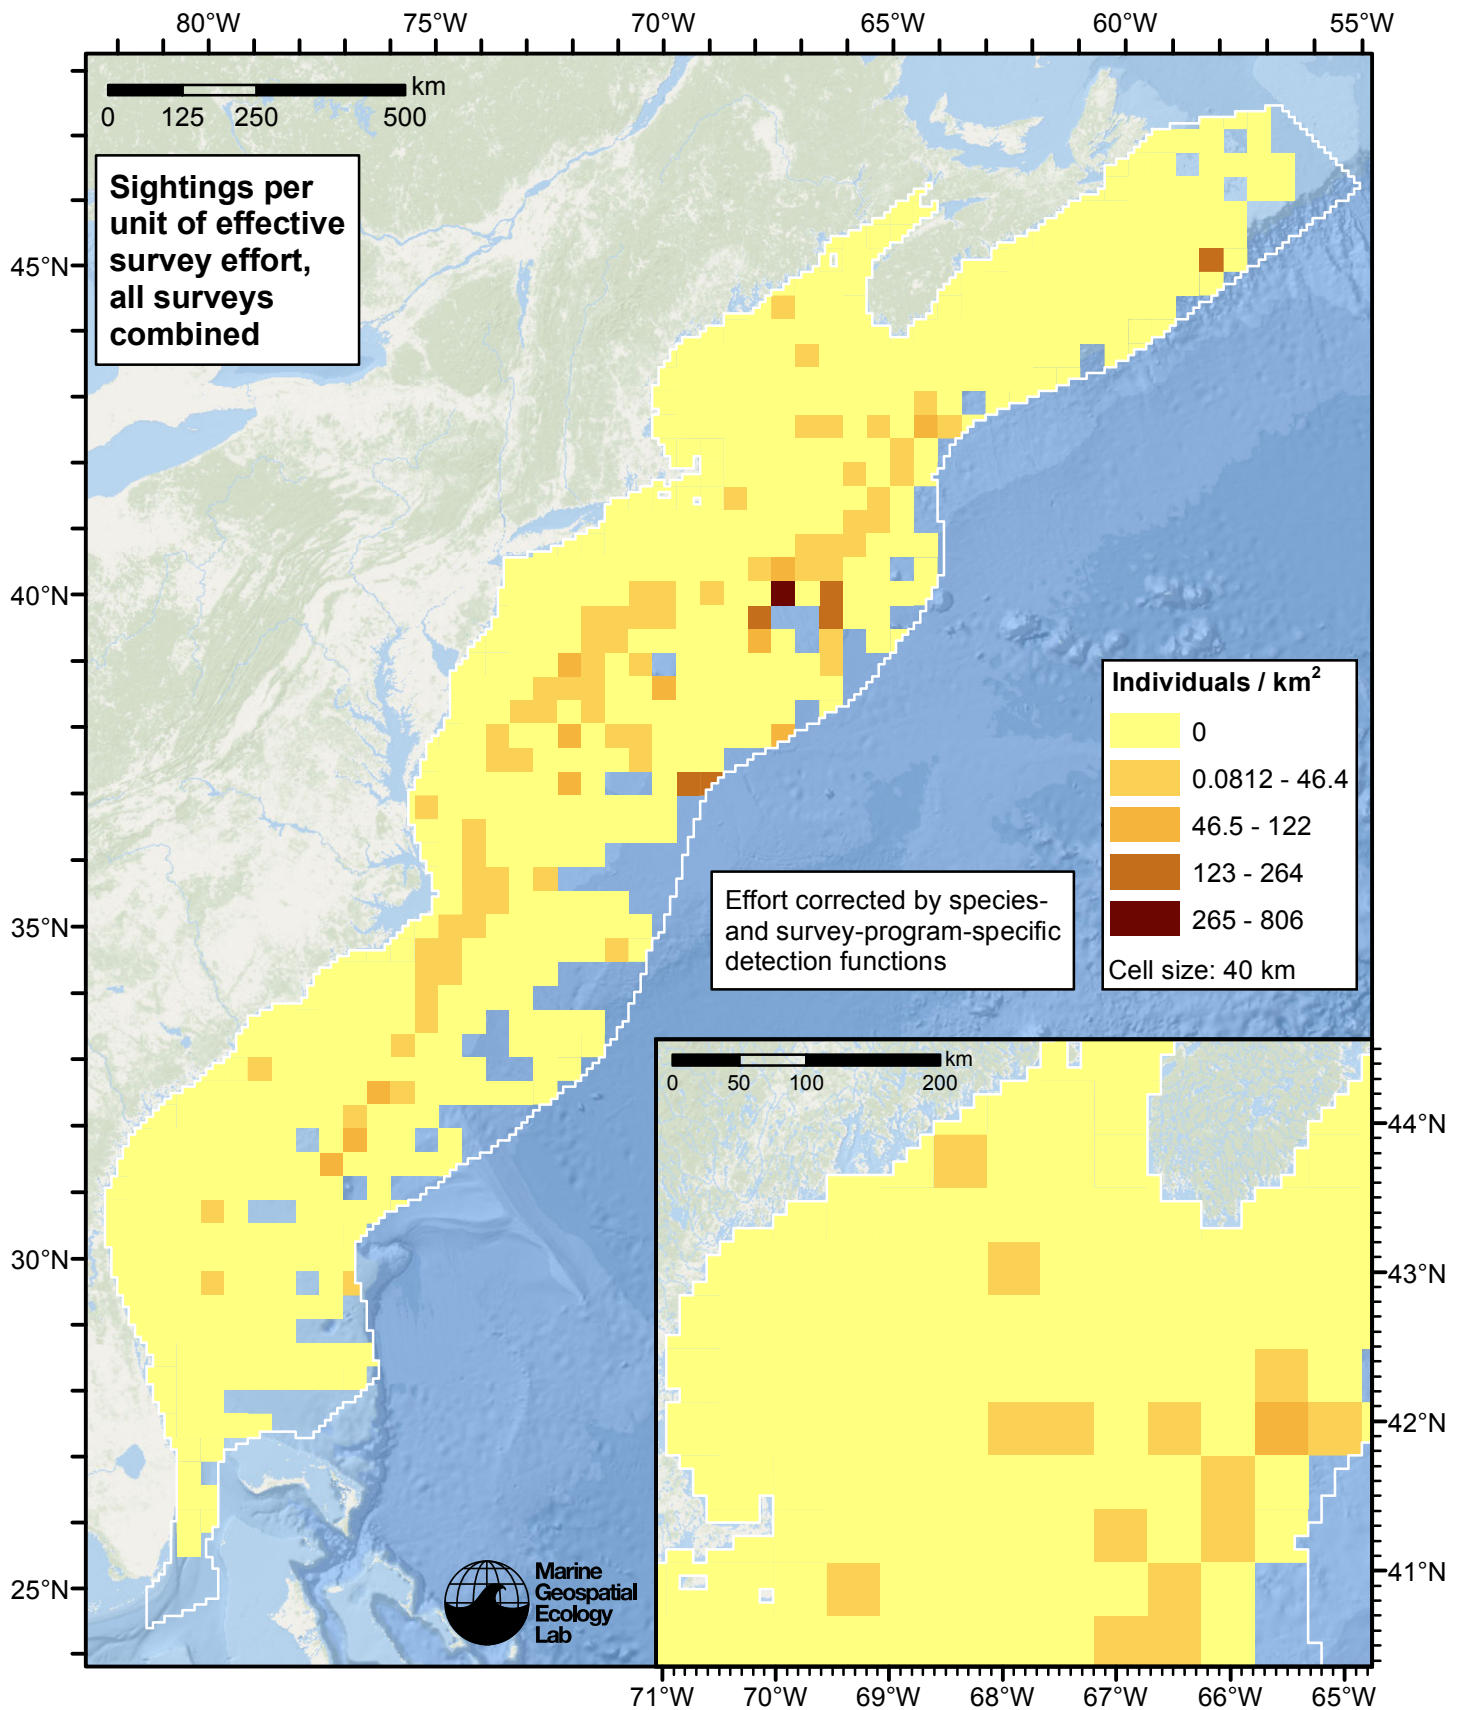 80°W 75°W 70°W 65°W 60°W 55°W
km
0 125 250 500
Sightings per
unit of effective
survey effort,
all surveys
combined
45°N
40°N
35°N
30°N
25°N
Individuals / km²
0
0.0812 - 46.4
46.5 - 122
123 - 264
265 - 806
Cell size: 40 km
Effort corrected by species-
and survey-program-specific
detection functions
km
0 50 100 200
44°N
43°N
42°N
41°N
Marine
Geospatial
Ecology
Lab
71°W 70°W 69°W 68°W 67°W 66°W 65°W